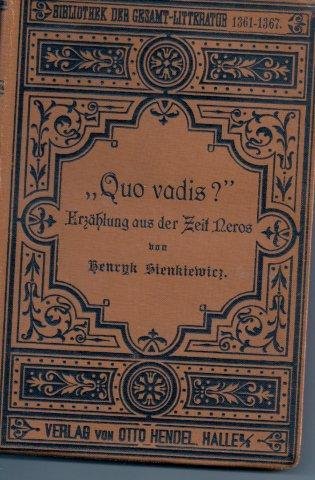 BIBLIOTHEK DER GESAMT-LITTERATUR 1361-1367.
„Quo vadis?"
Erzählung aus der Zeit Neros
von
Henryk Sienkiewicz.
VERLAG VON OTTO HENDEL. HALLE a/S